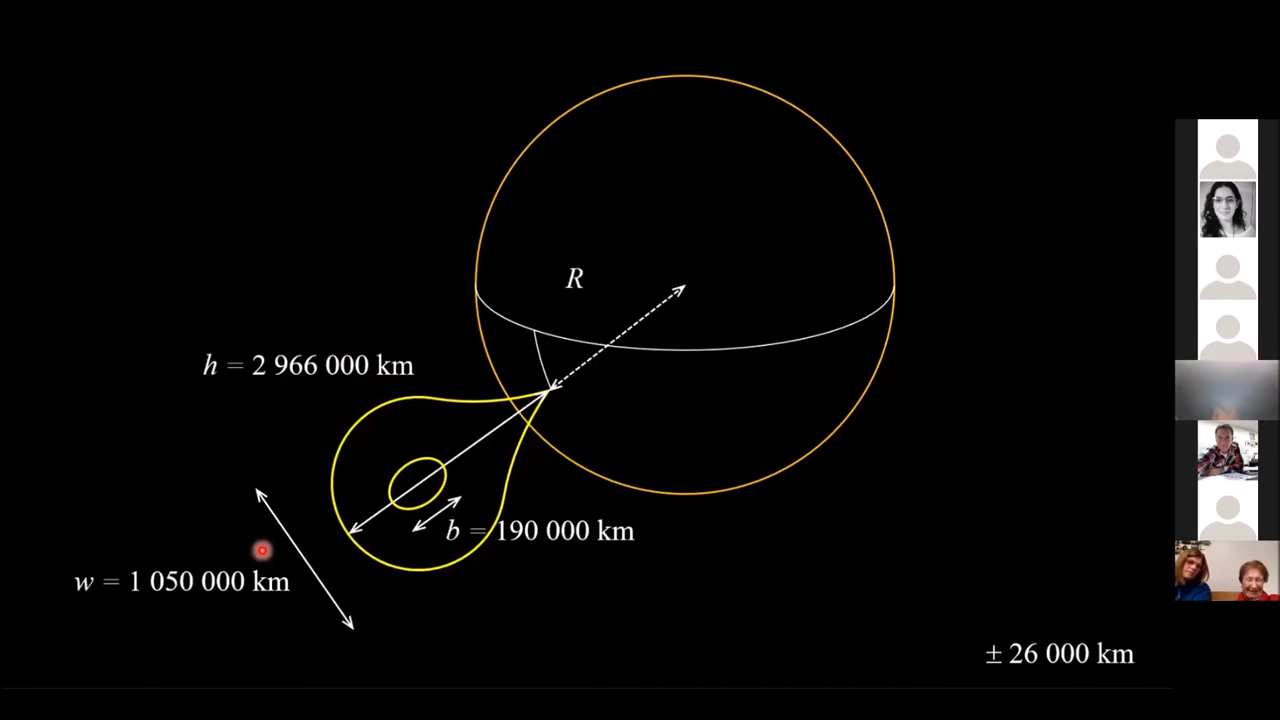 R
h = 2 966 000 km
b = 190 000 km
w = 1 050 000 km
± 26 000 km